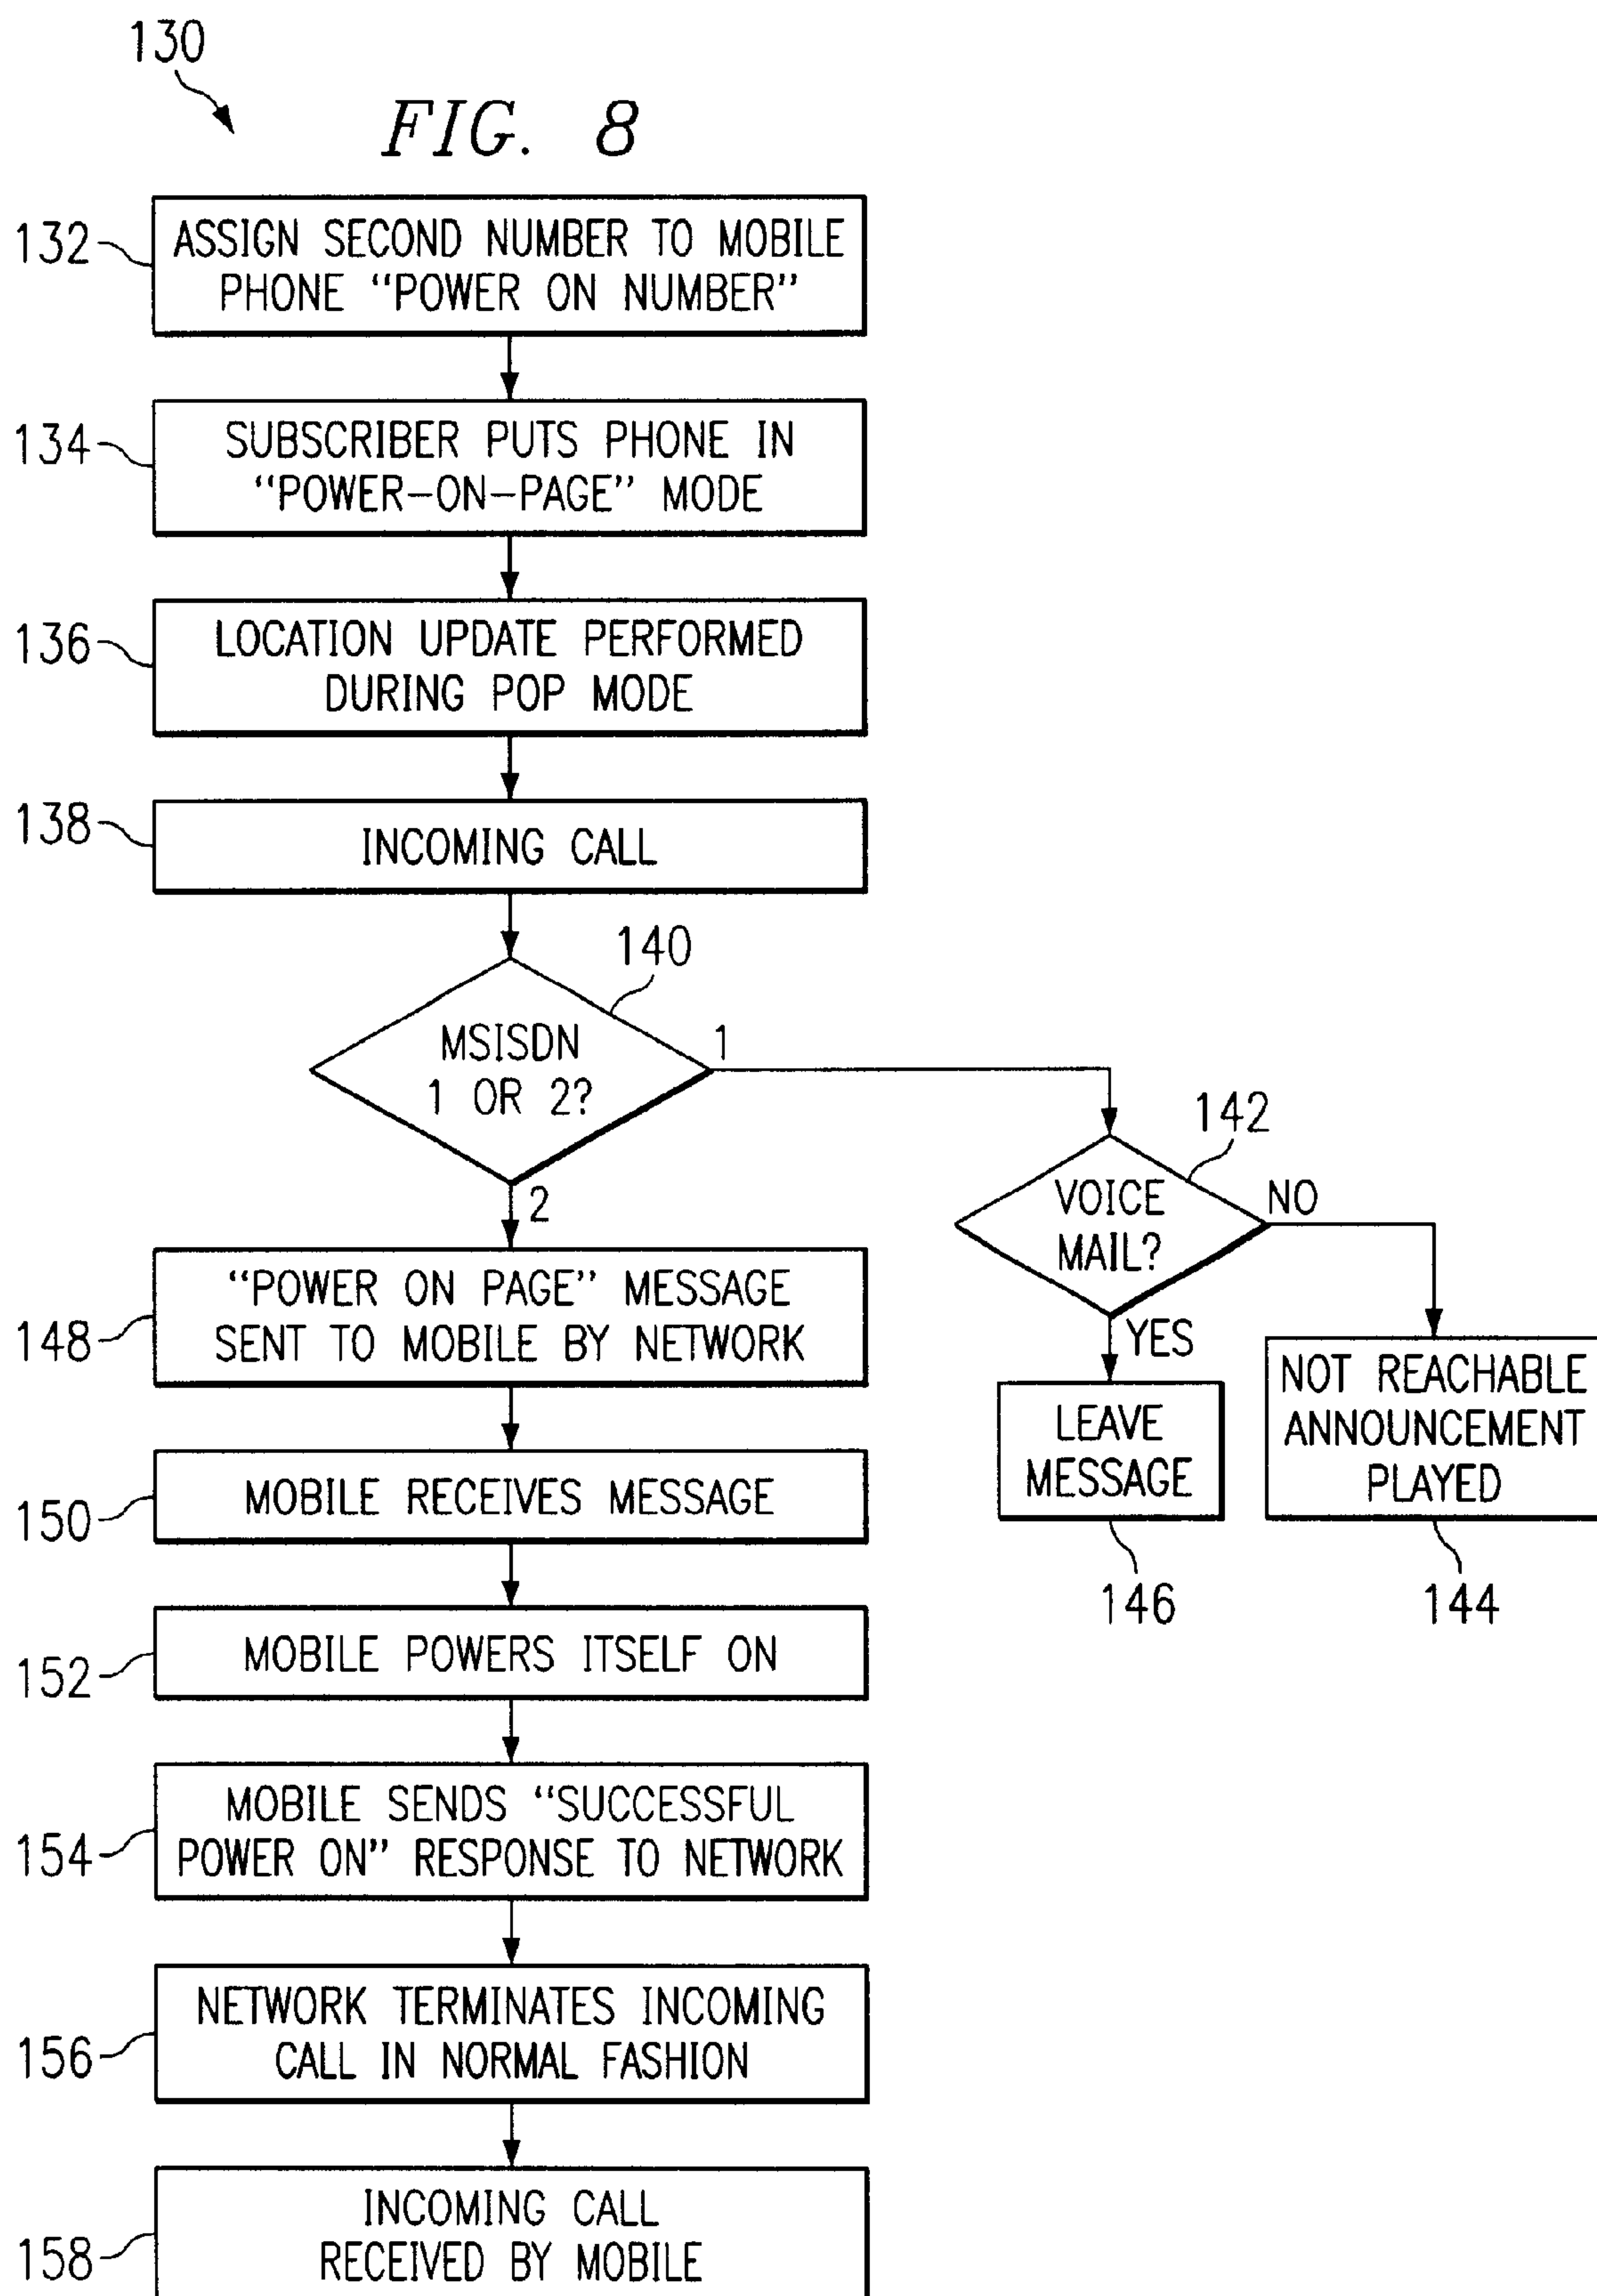 130
FIG. 8
132
ASSIGN SECOND NUMBER TO MOBILE
PHONE “POWER ON NUMBER”
134
SUBSCRIBER PUTS PHONE IN
“POWER-ON-PAGE” MODE
136
LOCATION UPDATE PERFORMED
DURING POP MODE
138
INCOMING CALL
140
MSISDN
1 OR 2?
1
2
142
VOICE
MAIL?
NO
YES
LEAVE
MESSAGE
146
NOT REACHABLE
ANNOUNCEMENT
PLAYED
144
148
“POWER ON PAGE” MESSAGE
SENT TO MOBILE BY NETWORK
150
MOBILE RECEIVES MESSAGE
152
MOBILE POWERS ITSELF ON
154
MOBILE SENDS “SUCCESSFUL
POWER ON” RESPONSE TO NETWORK
156
NETWORK TERMINATES INCOMING
CALL IN NORMAL FASHION
158
INCOMING CALL
RECEIVED BY MOBILE